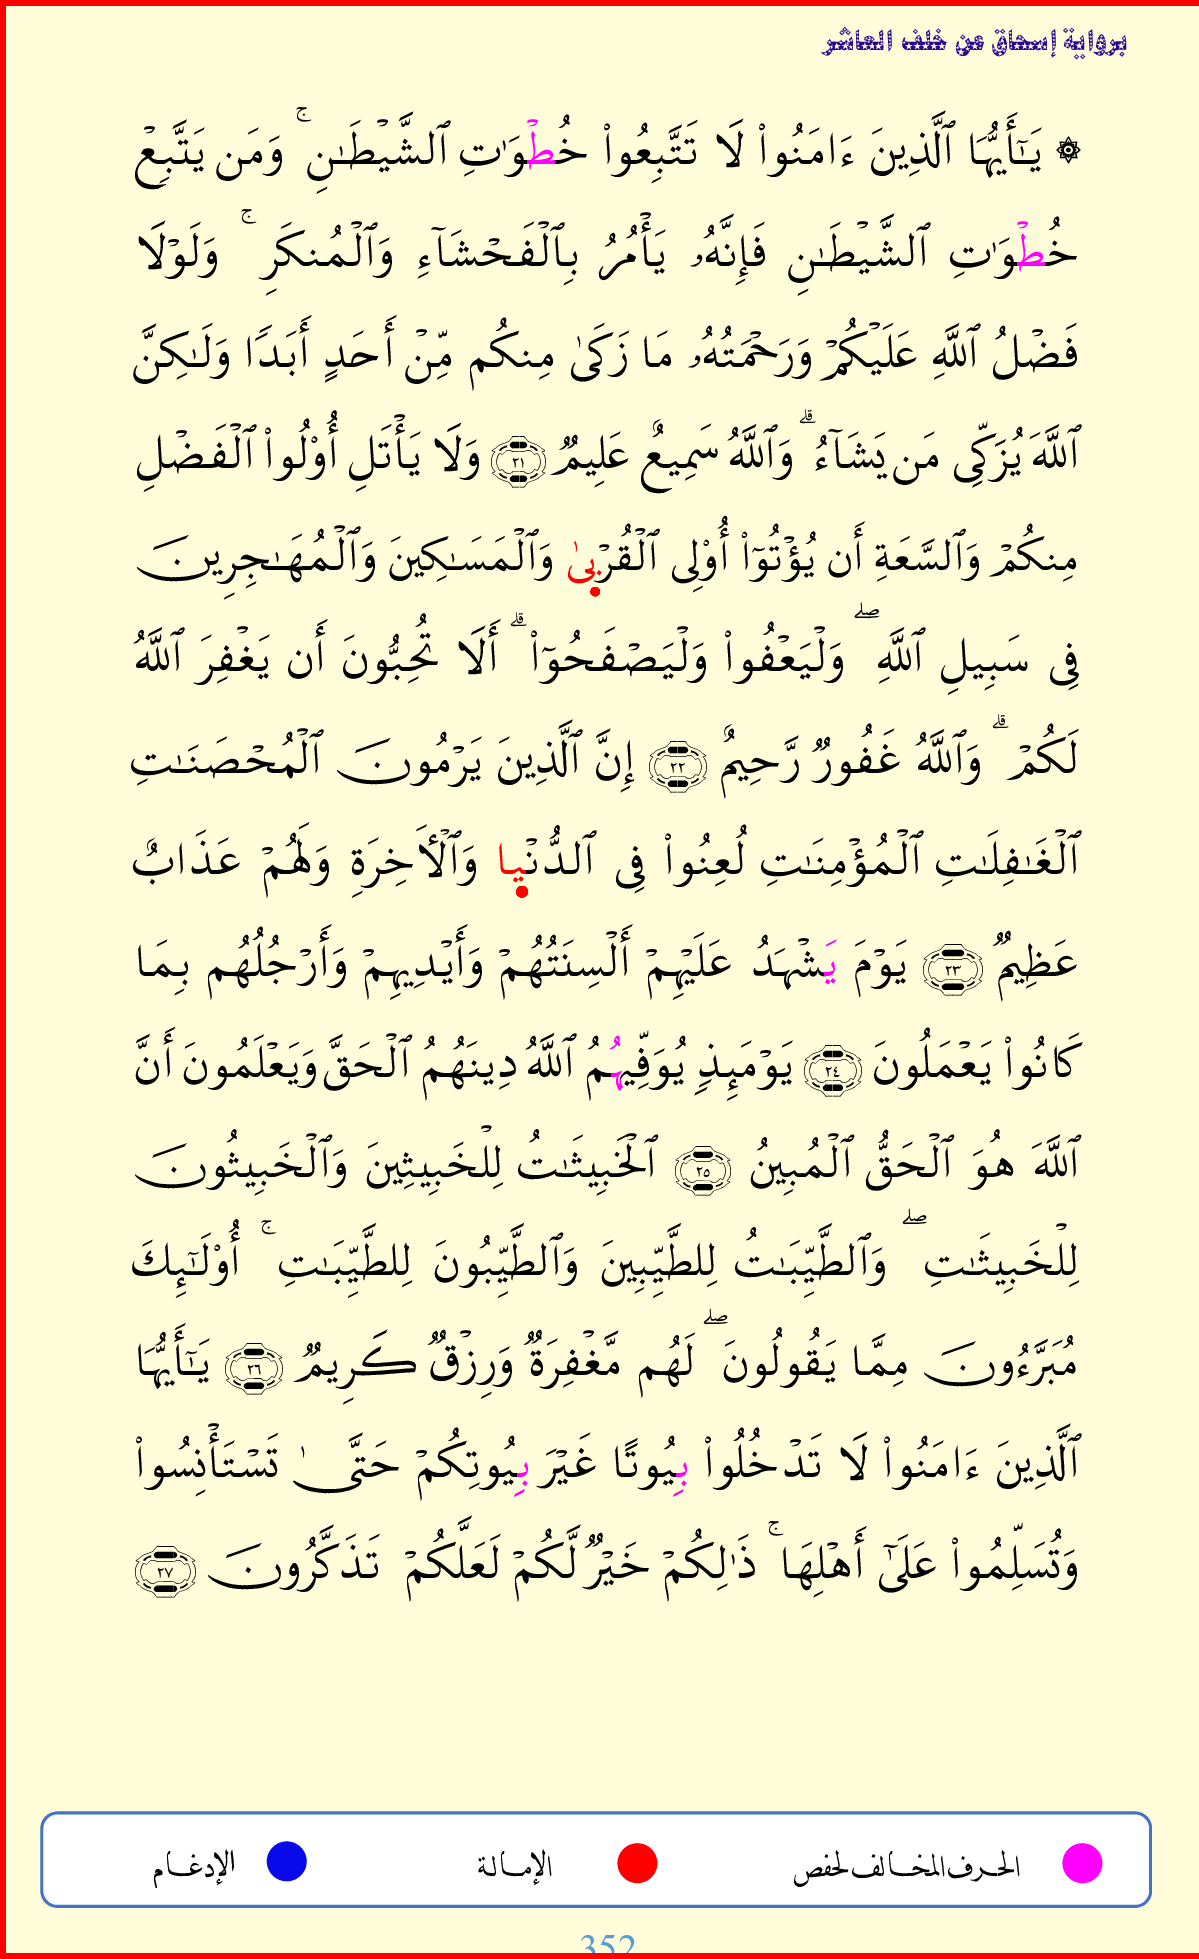 برواية إسحاق عن خلف العاشر
۞ يَـٰٓأَيُّهَا ٱلَّذِينَ ءَامَنُواْ لَا تَتَّبِعُواْ خُطْوَٰتِ ٱلشَّيْطَـٰنِ ۚ وَمَن يَتَّبِعْ
خُطْوَٰتِ ٱلشَّيْطَـٰنِ فَإِنَّهُۥ يَأْمُرُ بِٱلْفَحْشَآءِ وَٱلْمُنكَرِ ۚ وَلَوْلَا
فَضْلُ ٱللَّهِ عَلَيْكُمْ وَرَحْمَتُهُۥ مَا زَكَىٰ مِنكُم مِّنْ أَحَدٍ أَبَدًا وَلَـٰكِنَّ
ٱللَّهَ يُزَكِّى مَن يَشَآءُ ۗ وَٱللَّهُ سَمِيعٌ عَلِيمٌ ٢١ وَلَا يَأْتَلِ أُوْلُواْ ٱلْفَضْلِ
مِنكُمْ وَٱلسَّعَةِ أَن يُؤْتُوٓاْ أُوْلِى ٱلْقُرْبىٰ وَٱلْمَسَـٰكِينَ وَٱلْمُهَـٰجِرِينَ
فِى سَبِيلِ ٱللَّهِ ۖ وَلْيَعْفُواْ وَلْيَصْفَحُوٓاْ ۗ أَلَا تُحِبُّونَ أَن يَغْفِرَ ٱللَّهُ
لَكُمْ ۗ وَٱللَّهُ غَفُورٌ رَّحِيمٌ ٢٢ إِنَّ ٱلَّذِينَ يَرْمُونَ ٱلْمُحْصَنَـٰتِ
ٱلْغَـٰفِلَـٰتِ ٱلْمُؤْمِنَـٰتِ لُعِنُواْ فِى ٱلدُّنْيا وَٱلْأَخِرَةِ وَلَهُمْ عَذَابٌ
عَظِيمٌ ٢٣ يَوْمَ يَشْهَدُ عَلَيْهِمْ أَلْسِنَتُهُمْ وَأَيْدِيهِمْ وَأَرْجُلُهُم بِمَا
كَانُواْ يَعْمَلُونَ ٢٤ يَوْمَئِذٍ يُوَفِّيهُمُ ٱللَّهُ دِينَهُمُ ٱلْحَقَّ وَيَعْلَمُونَ أَنَّ
ٱللَّهَ هُوَ ٱلْحَقُّ ٱلْمُبِينُ ٢٥ ٱلْخَبِيثَـٰتُ لِلْخَبِيثِينَ وَٱلْخَبِيثُونَ
لِلْخَبِيثَـٰتِ ۖ وَٱلطَّيِّبَـٰتُ لِلطَّيِّبِينَ وَٱلطَّيِّبُونَ لِلطَّيِّبَـٰتِ ۚ أُوْلَـٰٓئِكَ
مُبَرَّءُونَ مِمَّا يَقُولُونَ ۖ لَهُم مَّغْفِرَةٌ وَرِزْقٌ كَرِيمٌ ٢٦ يَـٰٓأَيُّهَا
ٱلَّذِينَ ءَامَنُواْ لَا تَدْخُلُواْ بِيُوتًا غَيْرَ بِيُوتِكُمْ حَتَّىٰ تَسْتَأْنِسُواْ
وَتُسَلِّمُواْ عَلَىٰٓ أَهْلِهَا ۚ ذَٰلِكُمْ خَيْرٌ لَّكُمْ لَعَلَّكُمْ تَذَكَّرُونَ ٢٧
الحرف المخالف لحفص الإمالة الإدغام
352